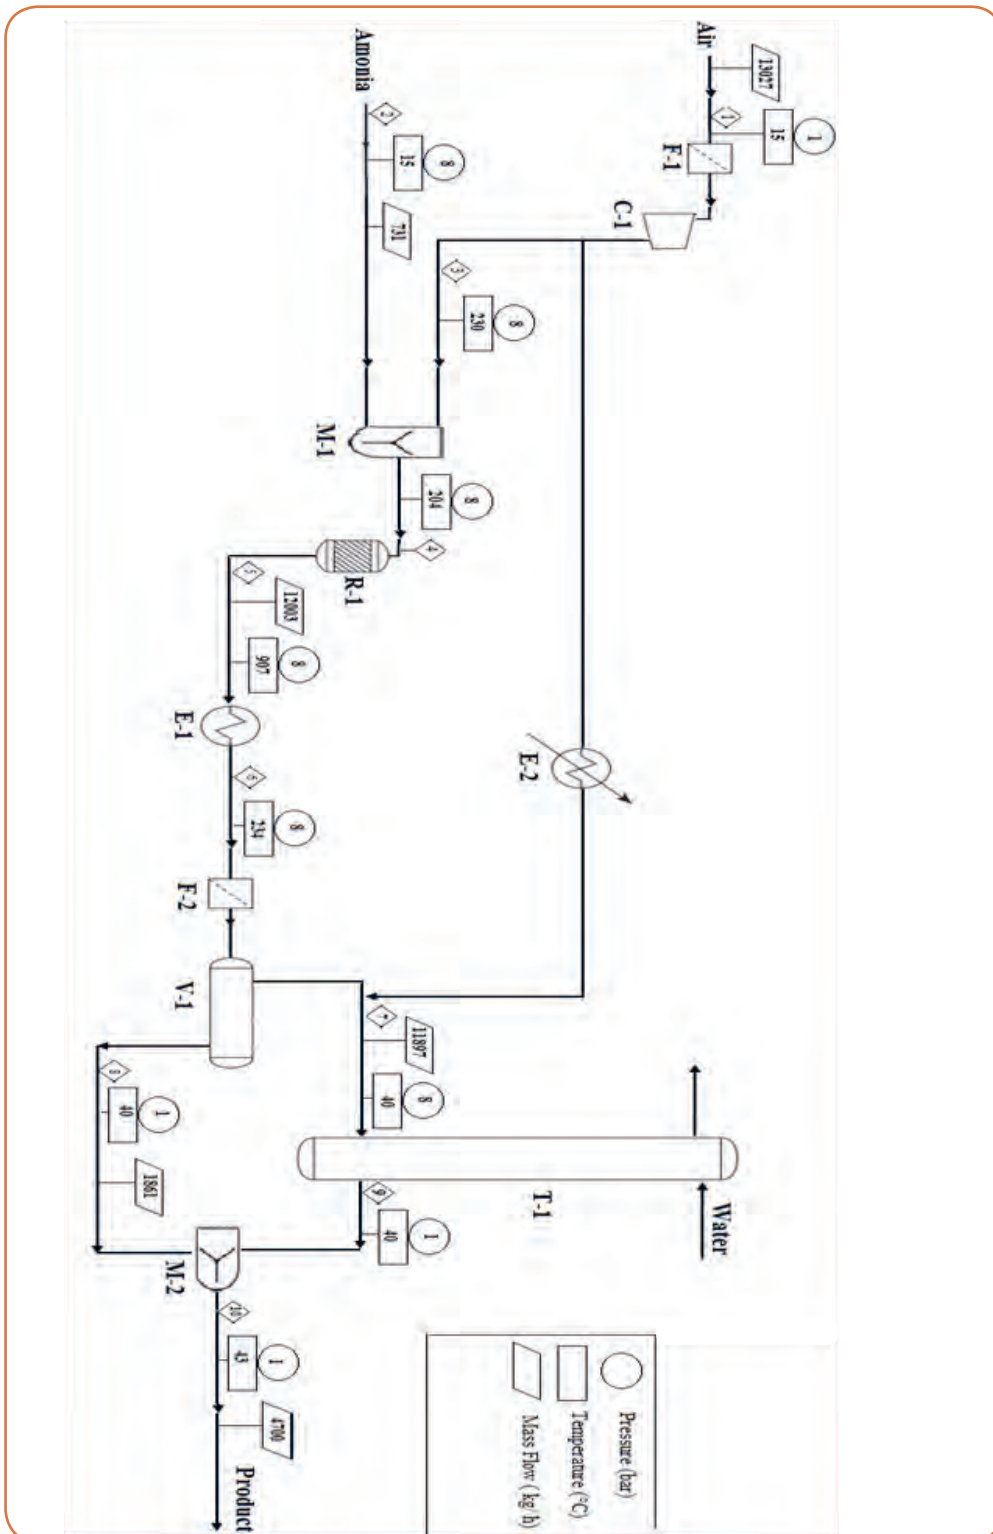 Air
13027
1
15
1
F-1
C-1
Amonia
2
15
8
731
3
230
8
M-1
204
8
4
R-1
5
12003
907
8
E-1
6
234
8
F-2
E-2
V-1
7
11897
40
8
8
40
1
1861
Water
T-1
9
40
1
M-2
10
43
1
4700
Product
Pressure (bar)
Temperature (°C)
Mass Flow ( kg/ h)